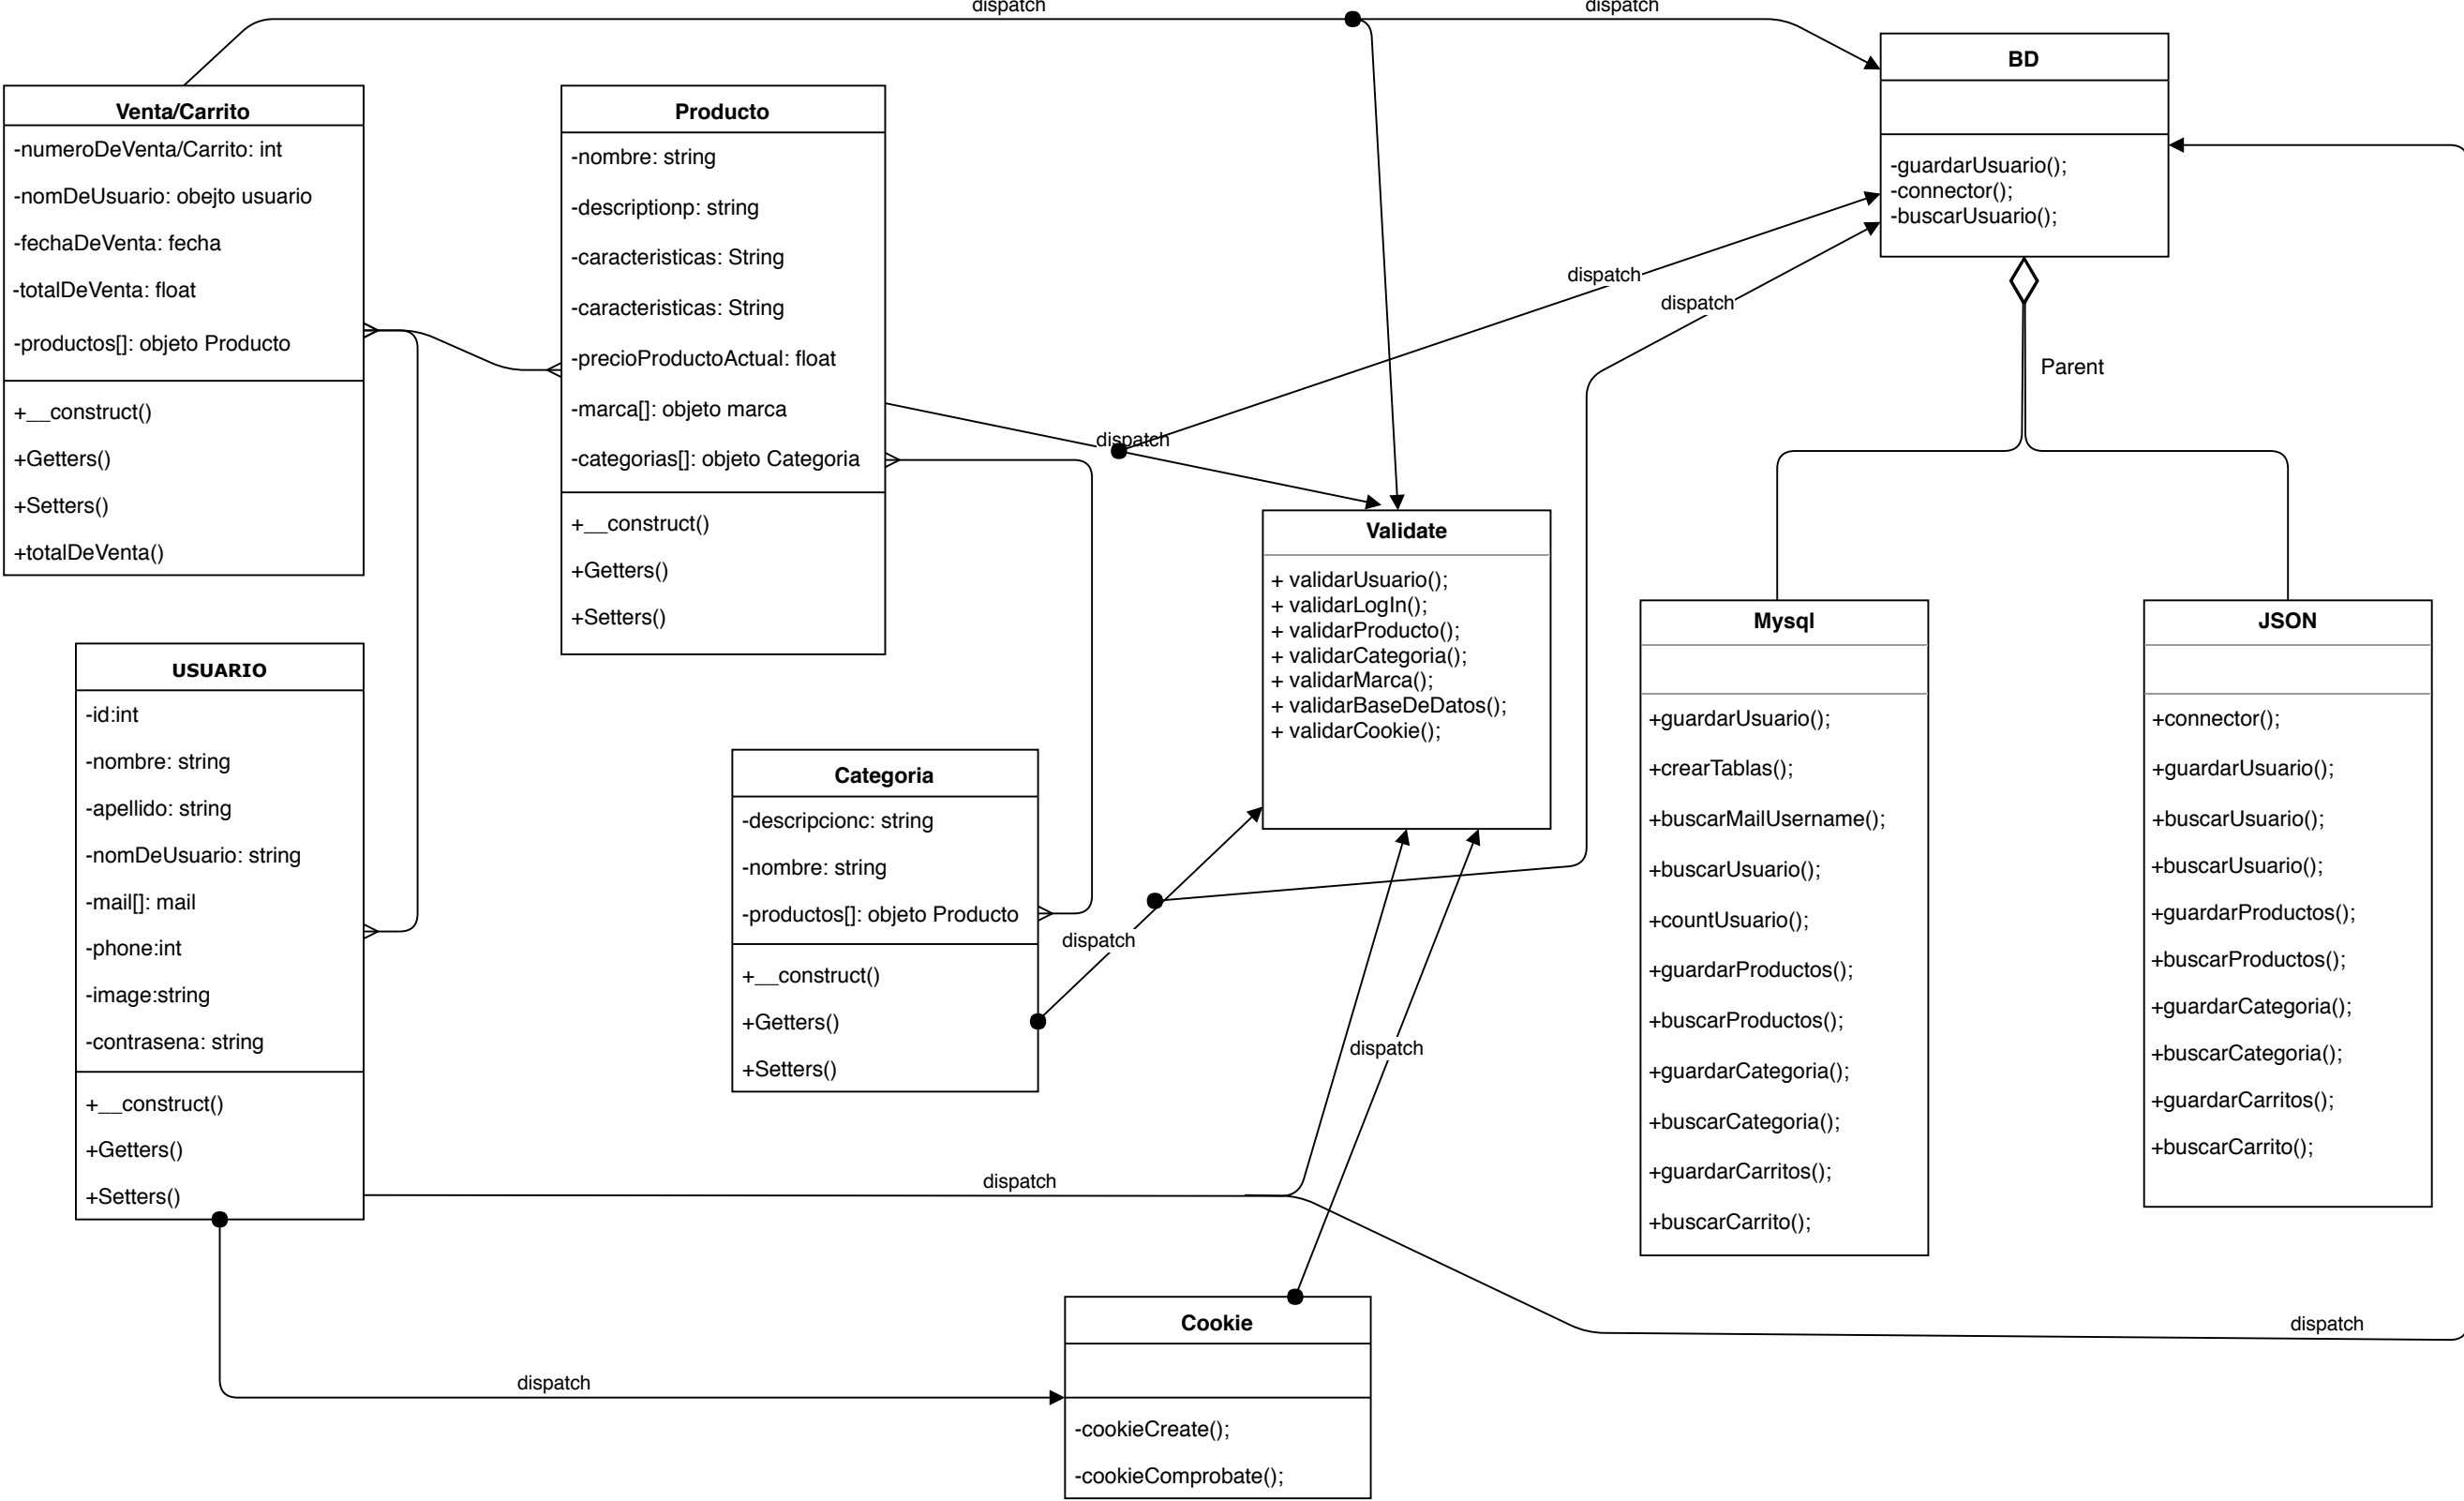 dispatch
dispatch
BD
-guardarUsuario();
-connector();
-buscarUsuario();
Venta/Carrito
-numeroDeVenta/Carrito: int
-nomDeUsuario: obejto usuario
-fechaDeVenta: fecha
-totalDeVenta: float
-productos[]: objeto Producto
+__construct()
+Getters()
+Setters()
+totalDeVenta()
Producto
-nombre: string
-descriptionp: string
-caracteristicas: String
-caracteristicas: String
-precioProductoActual: float
-marca[]: objeto marca
-categorias[]: objeto Categoria
+__construct()
+Getters()
+Setters()
dispatch
dispatch
dispatch
Parent
Validate
+ validarUsuario();
+ validarLogIn();
+ validarProducto();
+ validarCategoria();
+ validarMarca();
+ validarBaseDeDatos();
+ validarCookie();
Mysql
+guardarUsuario();
+crearTablas();
+buscarMailUsername();
+buscarUsuario();
+countUsuario();
+guardarProductos();
+buscarProductos();
+guardarCategoria();
+buscarCategoria();
+guardarCarritos();
+buscarCarrito();
JSON
+connector();
+guardarUsuario();
+buscarUsuario();
+buscarUsuario();
+guardarProductos();
+buscarProductos();
+guardarCategoria();
+buscarCategoria();
+guardarCarritos();
+buscarCarrito();
USUARIO
-id:int
-nombre: string
-apellido: string
-nomDeUsuario: string
-mail[]: mail
-phone:int
-image:string
-contrasena: string
+__construct()
+Getters()
+Setters()
Categoria
-descripcionc: string
-nombre: string
-productos[]: objeto Producto
+__construct()
+Getters()
+Setters()
dispatch
dispatch
dispatch
dispatch
dispatch
Cookie
-cookieCreate();
-cookieComprobate();